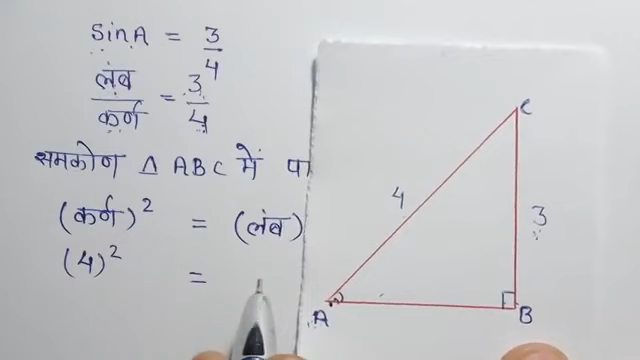 sinA = 3/4
लंब/कर्ण = 3/4
समकोण △ ABC में
(कर्ण)² = (लंब)
(4)² =
C
4
3
A
B